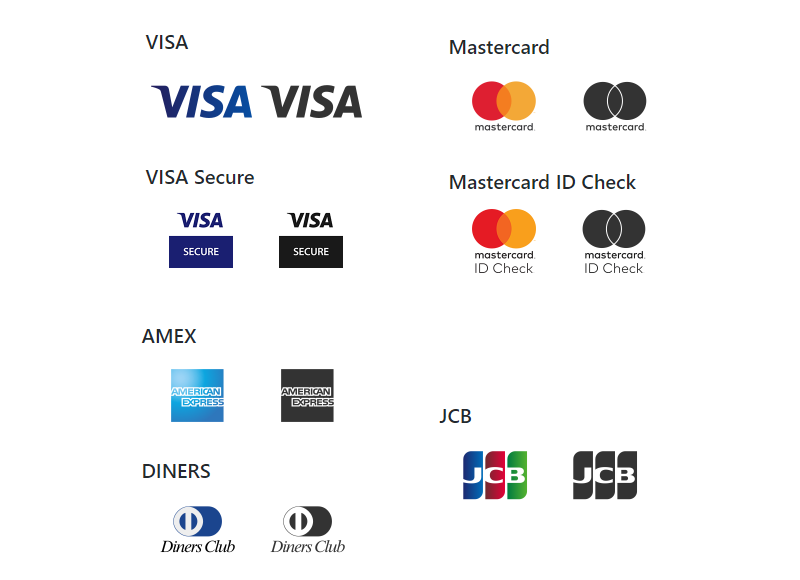 VISA
VISA VISA
VISA Secure
VISA VISA
SECURE SECURE
AMEX
AMERICAN EXPRESS AMERICAN EXPRESS
DINERS
Diners Club Diners Club
Mastercard
mastercard. mastercard.
Mastercard ID Check
mastercard. mastercard.
ID Check ID Check
JCB
JCB JCB